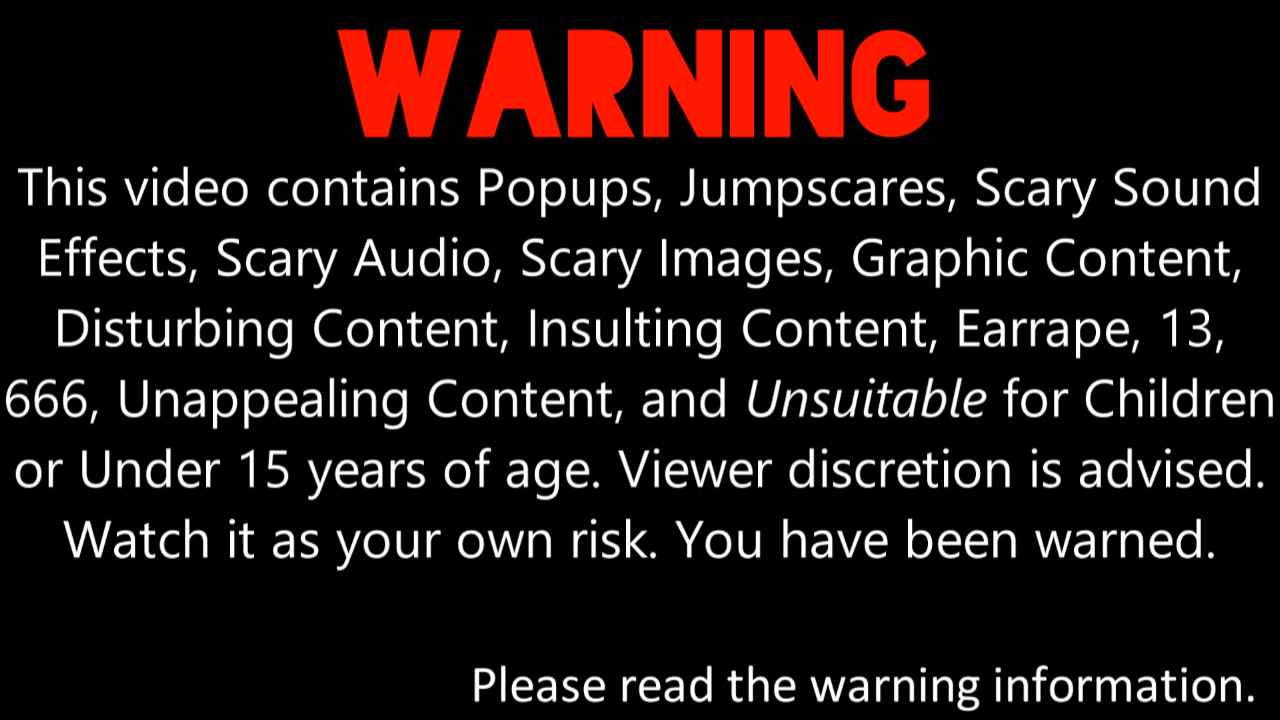 WARNING
This video contains Popups, Jumpscares, Scary Sound
Effects, Scary Audio, Scary Images, Graphic Content,
Disturbing Content, Insulting Content, Earrape, 13,
666, Unappealing Content, and Unsuitable for Children
or Under 15 years of age. Viewer discretion is advised.
Watch it as your own risk. You have been warned.
Please read the warning information.